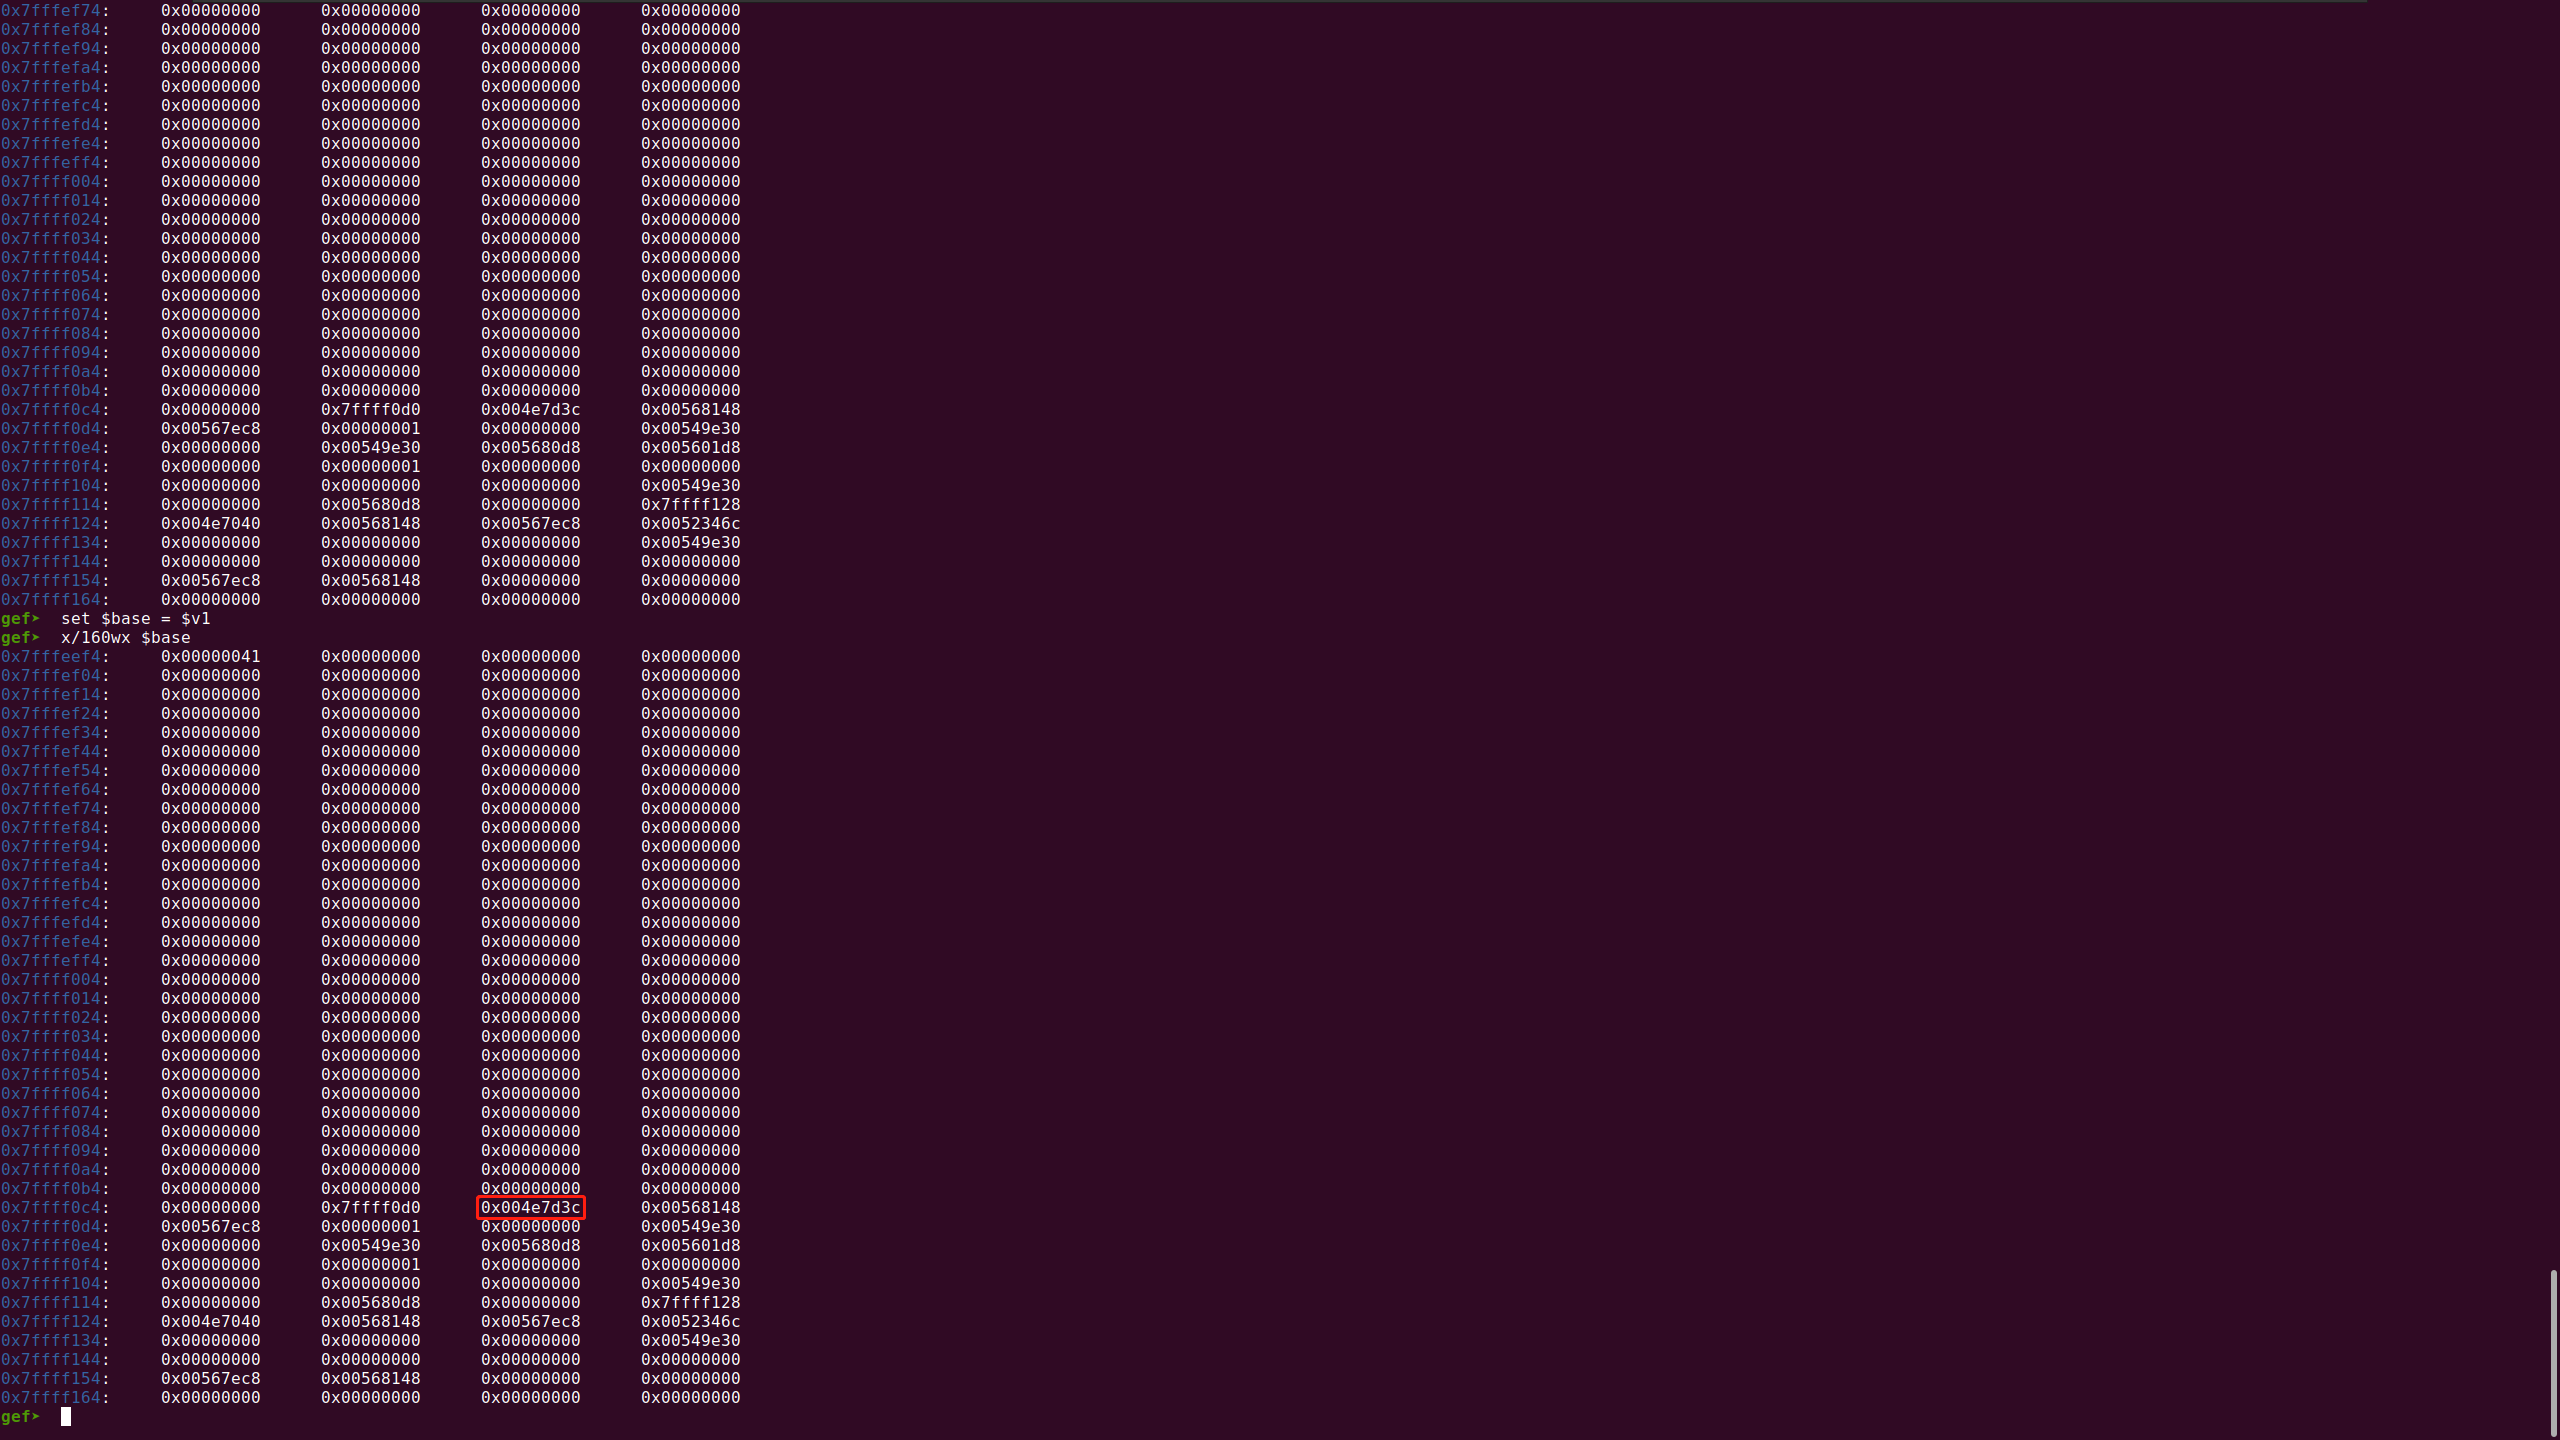 0x7fffef74:     0x00000000      0x00000000      0x00000000      0x00000000
0x7fffef84:     0x00000000      0x00000000      0x00000000      0x00000000
0x7fffef94:     0x00000000      0x00000000      0x00000000      0x00000000
0x7fffefa4:     0x00000000      0x00000000      0x00000000      0x00000000
0x7fffefb4:     0x00000000      0x00000000      0x00000000      0x00000000
0x7fffefc4:     0x00000000      0x00000000      0x00000000      0x00000000
0x7fffefd4:     0x00000000      0x00000000      0x00000000      0x00000000
0x7fffefe4:     0x00000000      0x00000000      0x00000000      0x00000000
0x7fffeff4:     0x00000000      0x00000000      0x00000000      0x00000000
0x7ffff004:     0x00000000      0x00000000      0x00000000      0x00000000
0x7ffff014:     0x00000000      0x00000000      0x00000000      0x00000000
0x7ffff024:     0x00000000      0x00000000      0x00000000      0x00000000
0x7ffff034:     0x00000000      0x00000000      0x00000000      0x00000000
0x7ffff044:     0x00000000      0x00000000      0x00000000      0x00000000
0x7ffff054:     0x00000000      0x00000000      0x00000000      0x00000000
0x7ffff064:     0x00000000      0x00000000      0x00000000      0x00000000
0x7ffff074:     0x00000000      0x00000000      0x00000000      0x00000000
0x7ffff084:     0x00000000      0x00000000      0x00000000      0x00000000
0x7ffff094:     0x00000000      0x00000000      0x00000000      0x00000000
0x7ffff0a4:     0x00000000      0x00000000      0x00000000      0x00000000
0x7ffff0b4:     0x00000000      0x00000000      0x00000000      0x00000000
0x7ffff0c4:     0x00000000      0x7ffff0d0      0x004e7d3c      0x00568148
0x7ffff0d4:     0x00567ec8      0x00000001      0x00000000      0x00549e30
0x7ffff0e4:     0x00000000      0x00549e30      0x005680d8      0x005601d8
0x7ffff0f4:     0x00000000      0x00000001      0x00000000      0x00000000
0x7ffff104:     0x00000000      0x00000000      0x00000000      0x00549e30
0x7ffff114:     0x00000000      0x005680d8      0x00000000      0x7ffff128
0x7ffff124:     0x004e7040      0x00568148      0x00567ec8      0x0052346c
0x7ffff134:     0x00000000      0x00000000      0x00000000      0x00549e30
0x7ffff144:     0x00000000      0x00000000      0x00000000      0x00000000
0x7ffff154:     0x00567ec8      0x00568148      0x00000000      0x00000000
0x7ffff164:     0x00000000      0x00000000      0x00000000      0x00000000
gef➤  set $base = $v1
gef➤  x/160wx $base
0x7fffeef4:     0x00000041      0x00000000      0x00000000      0x00000000
0x7fffef04:     0x00000000      0x00000000      0x00000000      0x00000000
0x7fffef14:     0x00000000      0x00000000      0x00000000      0x00000000
0x7fffef24:     0x00000000      0x00000000      0x00000000      0x00000000
0x7fffef34:     0x00000000      0x00000000      0x00000000      0x00000000
0x7fffef44:     0x00000000      0x00000000      0x00000000      0x00000000
0x7fffef54:     0x00000000      0x00000000      0x00000000      0x00000000
0x7fffef64:     0x00000000      0x00000000      0x00000000      0x00000000
0x7fffef74:     0x00000000      0x00000000      0x00000000      0x00000000
0x7fffef84:     0x00000000      0x00000000      0x00000000      0x00000000
0x7fffef94:     0x00000000      0x00000000      0x00000000      0x00000000
0x7fffefa4:     0x00000000      0x00000000      0x00000000      0x00000000
0x7fffefb4:     0x00000000      0x00000000      0x00000000      0x00000000
0x7fffefc4:     0x00000000      0x00000000      0x00000000      0x00000000
0x7fffefd4:     0x00000000      0x00000000      0x00000000      0x00000000
0x7fffefe4:     0x00000000      0x00000000      0x00000000      0x00000000
0x7fffeff4:     0x00000000      0x00000000      0x00000000      0x00000000
0x7ffff004:     0x00000000      0x00000000      0x00000000      0x00000000
0x7ffff014:     0x00000000      0x00000000      0x00000000      0x00000000
0x7ffff024:     0x00000000      0x00000000      0x00000000      0x00000000
0x7ffff034:     0x00000000      0x00000000      0x00000000      0x00000000
0x7ffff044:     0x00000000      0x00000000      0x00000000      0x00000000
0x7ffff054:     0x00000000      0x00000000      0x00000000      0x00000000
0x7ffff064:     0x00000000      0x00000000      0x00000000      0x00000000
0x7ffff074:     0x00000000      0x00000000      0x00000000      0x00000000
0x7ffff084:     0x00000000      0x00000000      0x00000000      0x00000000
0x7ffff094:     0x00000000      0x00000000      0x00000000      0x00000000
0x7ffff0a4:     0x00000000      0x00000000      0x00000000      0x00000000
0x7ffff0b4:     0x00000000      0x00000000      0x00000000      0x00000000
0x7ffff0c4:     0x00000000      0x7ffff0d0      0x004e7d3c      0x00568148
0x7ffff0d4:     0x00567ec8      0x00000001      0x00000000      0x00549e30
0x7ffff0e4:     0x00000000      0x00549e30      0x005680d8      0x005601d8
0x7ffff0f4:     0x00000000      0x00000001      0x00000000      0x00000000
0x7ffff104:     0x00000000      0x00000000      0x00000000      0x00549e30
0x7ffff114:     0x00000000      0x005680d8      0x00000000      0x7ffff128
0x7ffff124:     0x004e7040      0x00568148      0x00567ec8      0x0052346c
0x7ffff134:     0x00000000      0x00000000      0x00000000      0x00549e30
0x7ffff144:     0x00000000      0x00000000      0x00000000      0x00000000
0x7ffff154:     0x00567ec8      0x00568148      0x00000000      0x00000000
0x7ffff164:     0x00000000      0x00000000      0x00000000      0x00000000
gef➤